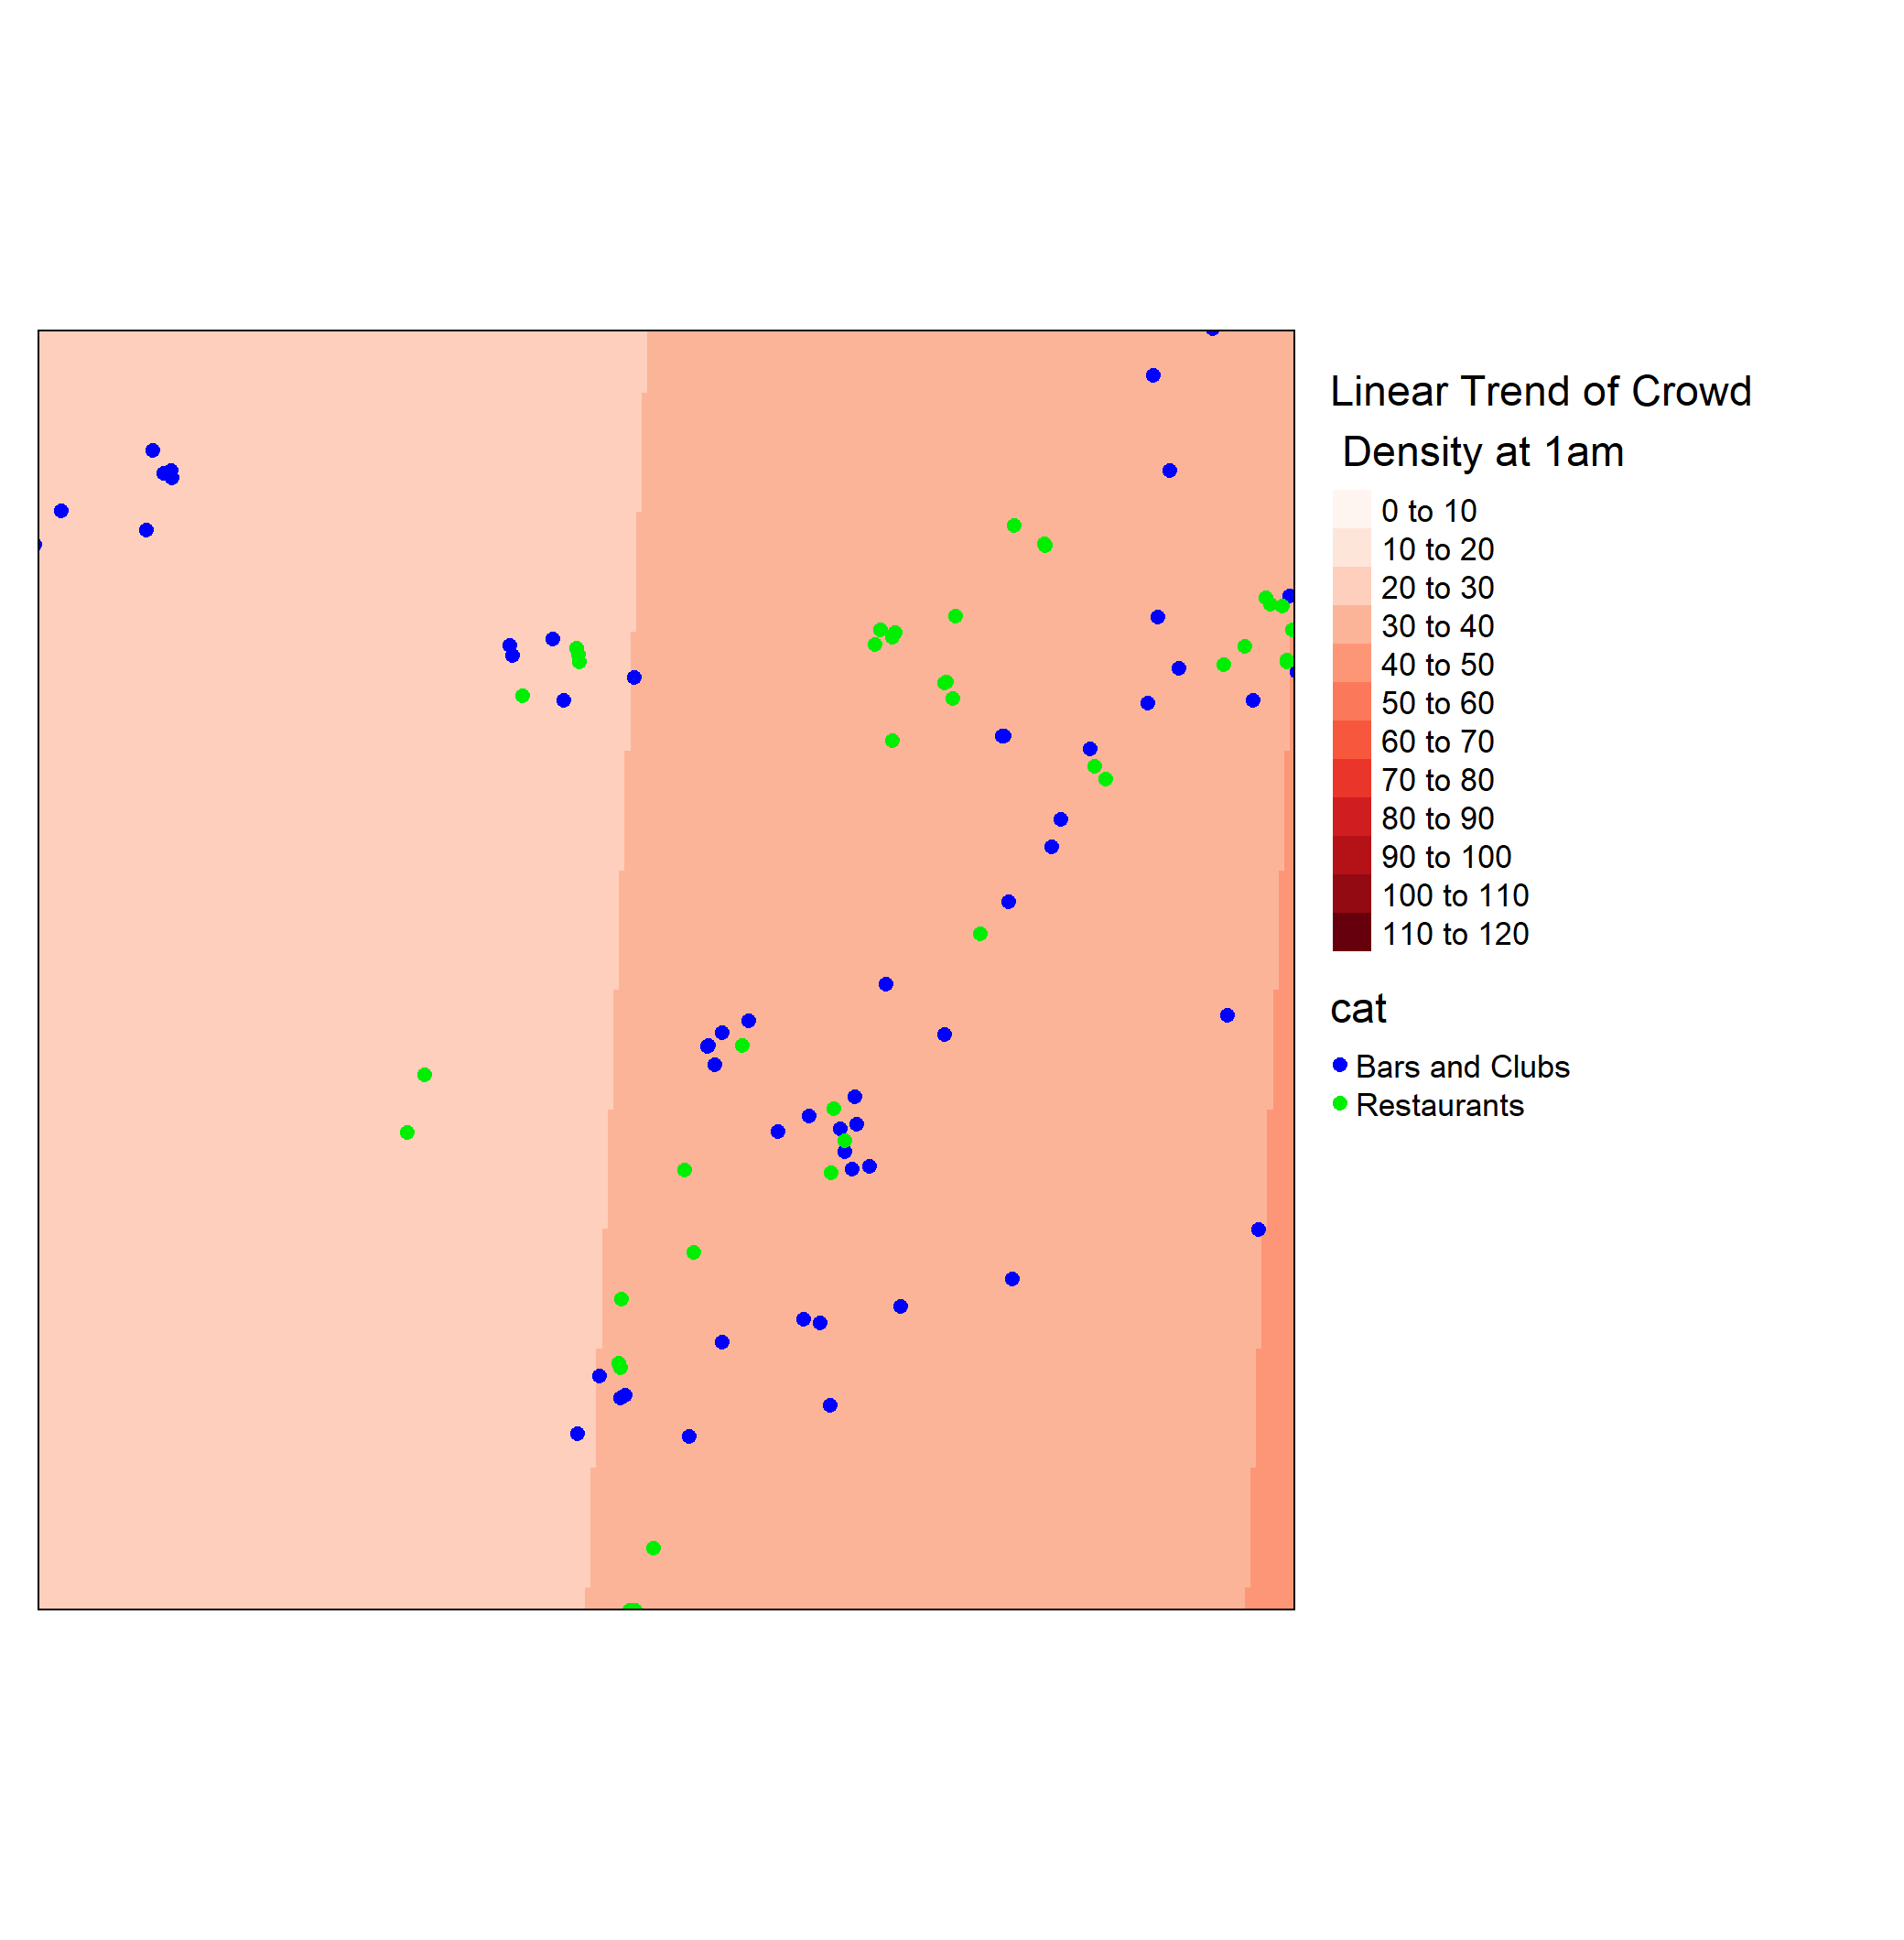 Linear Trend of Crowd
Density at 1am
0 to 10
10 to 20
20 to 30
30 to 40
40 to 50
50 to 60
60 to 70
70 to 80
80 to 90
90 to 100
100 to 110
110 to 120
cat
Bars and Clubs
Restaurants